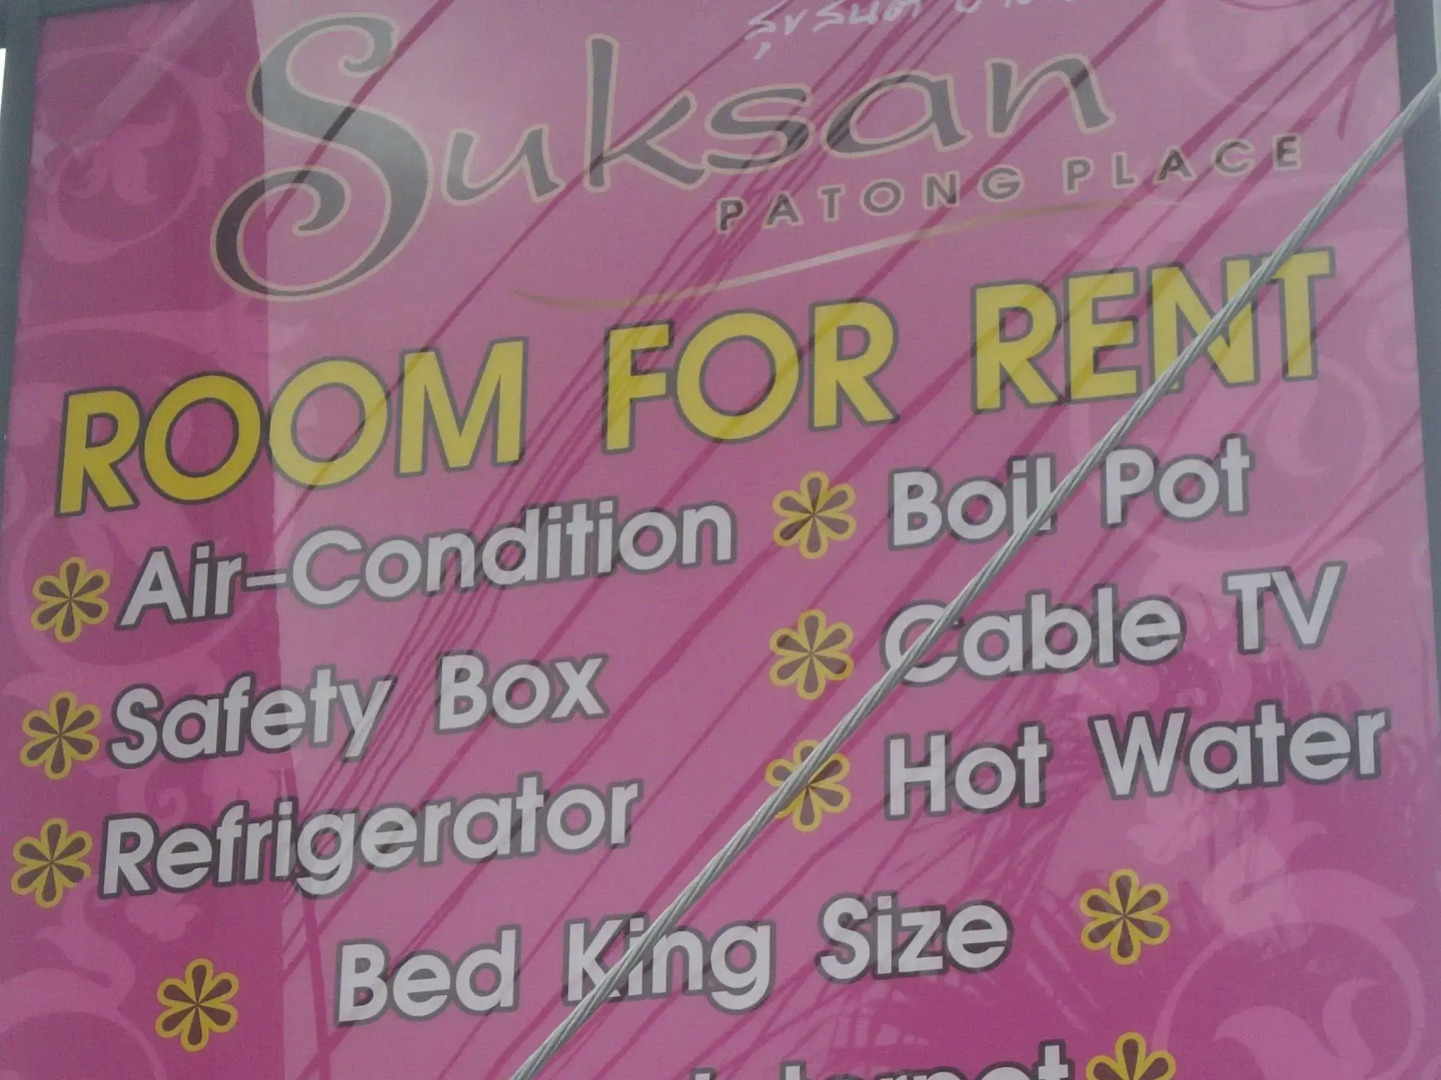 Suksan
PATONG PLACE
ROOM FOR RENT
Air-Condition
Boil Pot
Safety Box
Cable TV
Refrigerator
Hot Water
Bed King Size
Internet